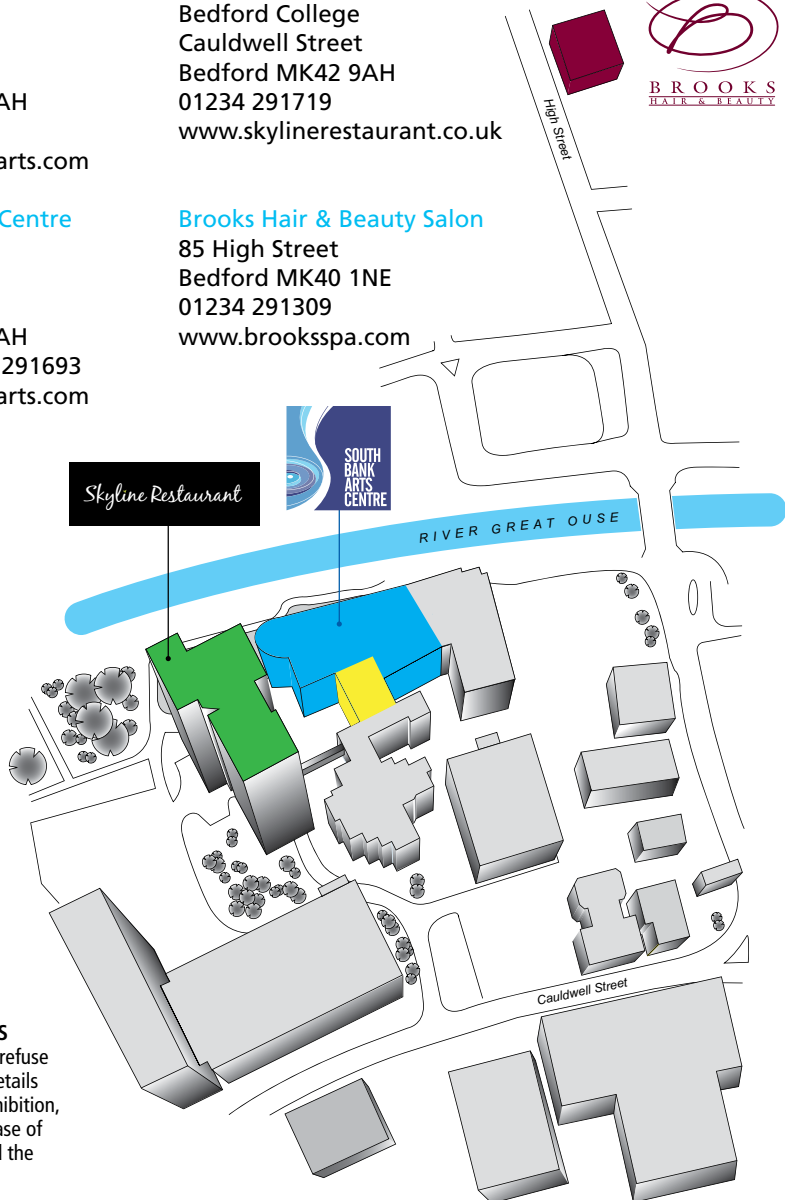 Bedford College
Cauldwell Street
AH
Bedford MK42 9AH
01234 291719
arts.com
www.skylinerestaurant.co.uk
BROOKS
HAIR & BEAUTY
High Street
Centre
AH
291693
arts.com
Brooks Hair & Beauty Salon
85 High Street
Bedford MK40 1NE
01234 291309
www.brooksspa.com
Skyline Restaurant
SOUTH
BANK
ARTS
CENTRE
RIVER GREAT OUSE
Cauldwell Street
S
refuse
etails
hibition,
ase of
the